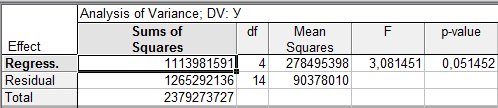 Analysis of Variance; DV: У
Effect Sums of Squares df Mean Squares F p-value
Regress. 1113981591 4 278495398 3,081451 0,051452
Residual 1265292136 14 90378010
Total 2379273727